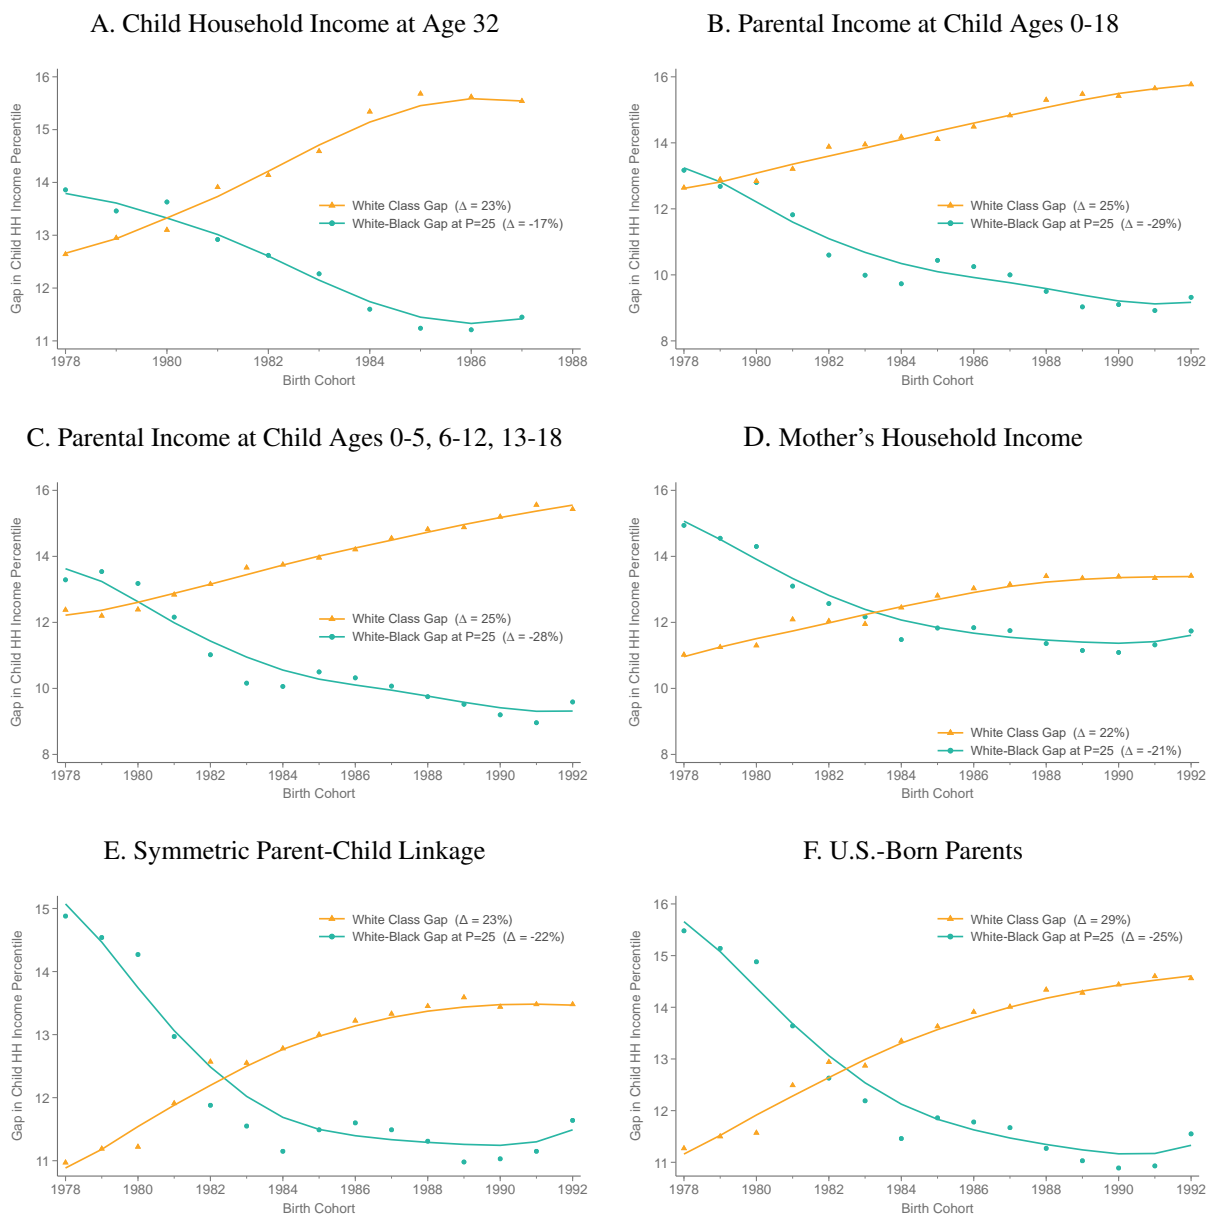 A. Child Household Income at Age 32
Gap in Child HH Income Percentile
16
15
14
13
12
11
White Class Gap (Δ = 23%)
White-Black Gap at P=25 (Δ = -17%)
1978 1980 1982 1984 1986 1988
Birth Cohort
B. Parental Income at Child Ages 0-18
Gap in Child HH Income Percentile
16
14
12
10
8
White Class Gap (Δ = 25%)
White-Black Gap at P=25 (Δ = -29%)
1978 1980 1982 1984 1986 1988 1990 1992
Birth Cohort
C. Parental Income at Child Ages 0-5, 6-12, 13-18
Gap in Child HH Income Percentile
16
14
12
10
8
White Class Gap (Δ = 25%)
White-Black Gap at P=25 (Δ = -28%)
1978 1980 1982 1984 1986 1988 1990 1992
Birth Cohort
D. Mother's Household Income
Gap in Child HH Income Percentile
16
14
12
10
8
White Class Gap (Δ = 22%)
White-Black Gap at P=25 (Δ = -21%)
1978 1980 1982 1984 1986 1988 1990 1992
Birth Cohort
E. Symmetric Parent-Child Linkage
Gap in Child HH Income Percentile
15
14
13
12
11
White Class Gap (Δ = 23%)
White-Black Gap at P=25 (Δ = -22%)
1978 1980 1982 1984 1986 1988 1990 1992
Birth Cohort
F. U.S.-Born Parents
Gap in Child HH Income Percentile
16
15
14
13
12
11
White Class Gap (Δ = 29%)
White-Black Gap at P=25 (Δ = -25%)
1978 1980 1982 1984 1986 1988 1990 1992
Birth Cohort